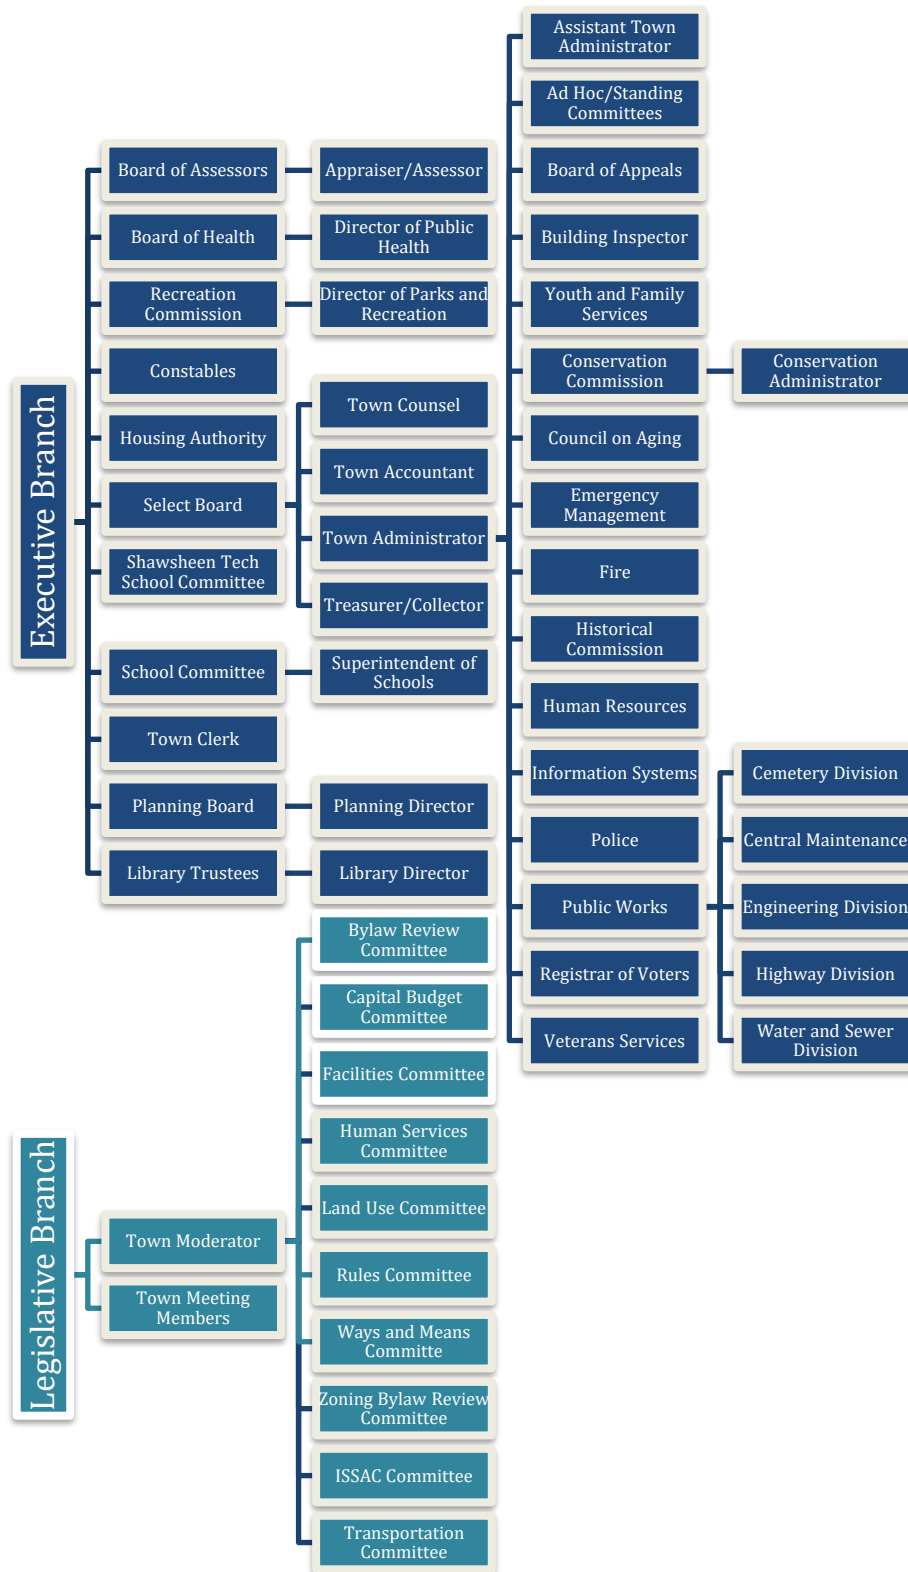 Executive Branch
Board of Assessors
Appraiser/Assessor
Board of Health
Director of Public
Health
Recreation
Commission
Director of Parks and
Recreation
Constables
Housing Authority
Select Board
Town Counsel
Town Accountant
Town Administrator
Assistant Town
Administrator
Ad Hoc/Standing
Committees
Board of Appeals
Building Inspector
Youth and Family
Services
Conservation
Commission
Conservation
Administrator
Council on Aging
Emergency
Management
Fire
Historical
Commission
Human Resources
Information Systems
Police
Public Works
Cemetery Division
Central Maintenance
Engineering Division
Highway Division
Water and Sewer
Division
Registrar of Voters
Veterans Services
Treasurer/Collector
Shawsheen Tech
School Committee
School Committee
Superintendent of
Schools
Town Clerk
Planning Board
Planning Director
Library Trustees
Library Director
Legislative Branch
Town Moderator
Bylaw Review
Committee
Capital Budget
Committee
Facilities Committee
Human Services
Committee
Land Use Committee
Rules Committee
Ways and Means
Committe
Zoning Bylaw Review
Committee
ISSAC Committee
Transportation
Committee
Town Meeting
Members